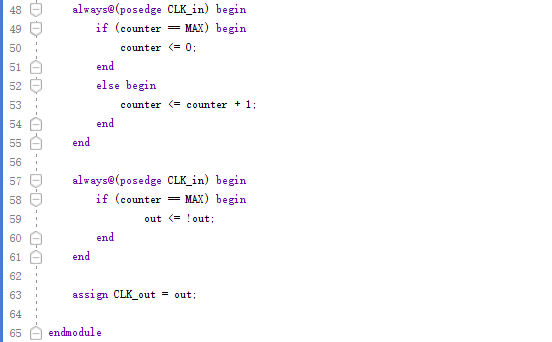 48 always@(posedge CLK_in) begin
49 if (counter == MAX) begin
50 counter <= 0;
51 end
52 else begin
53 counter <= counter + 1;
54 end
55 end
56
57 always@(posedge CLK_in) begin
58 if (counter == MAX) begin
59 out <= !out;
60 end
61 end
62
63 assign CLK_out = out;
64
65 endmodule